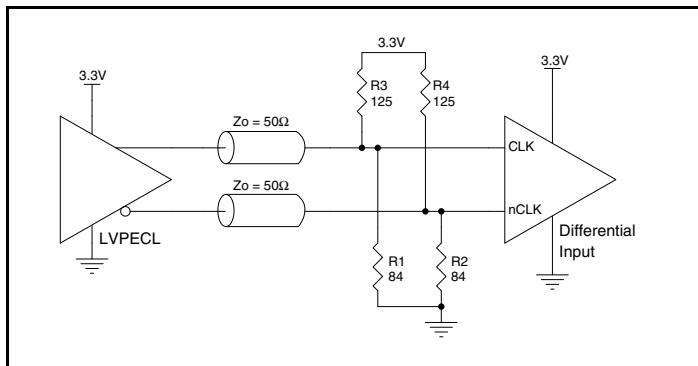 3.3V
3.3V
3.3V
R3
125
R4
125
Zo = 50Ω
CLK
Zo = 50Ω
nCLK
LVPECL
Differential
Input
R1
84
R2
84